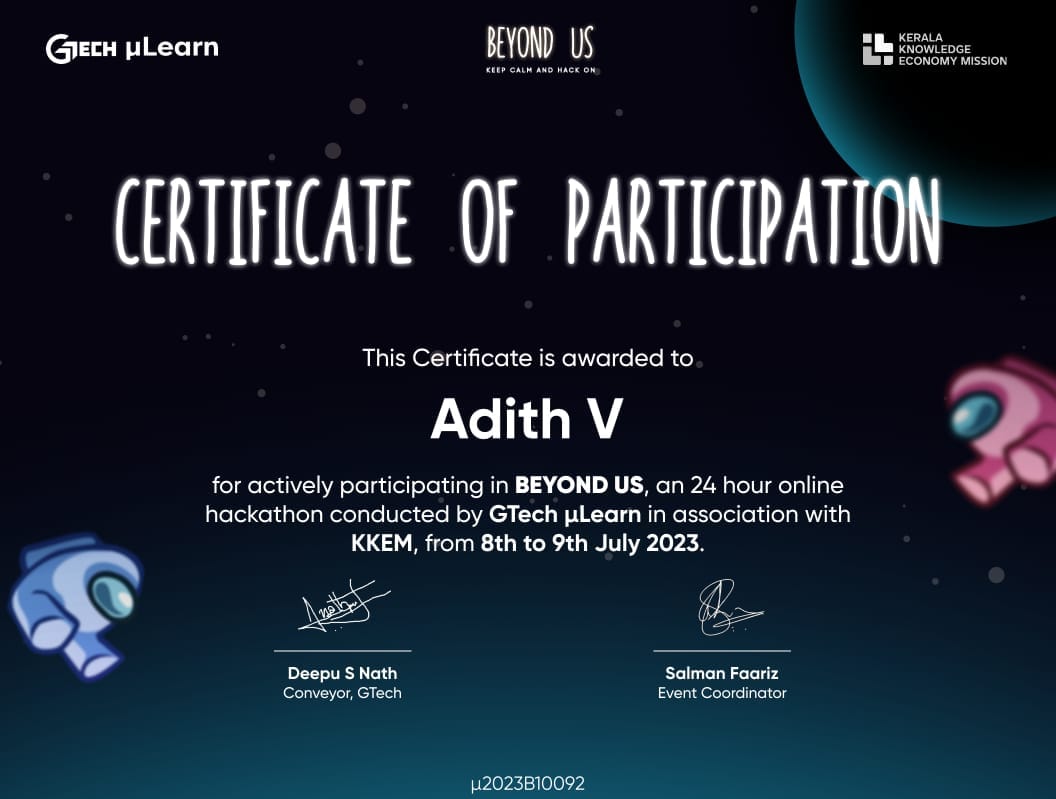 GTECH µLearn
BEYOND US
KEEP CALM AND HACK ON
KERALA
KNOWLEDGE
ECONOMY MISSION
CERTIFICATE OF PARTICIPATION
This Certificate is awarded to
Adith V
for actively participating in BEYOND US, an 24 hour online
hackathon conducted by GTech µLearn in association with
KKEM, from 8th to 9th July 2023.
Deepu S Nath
Conveyor, GTech
Salman Faariz
Event Coordinator
µ2023B10092